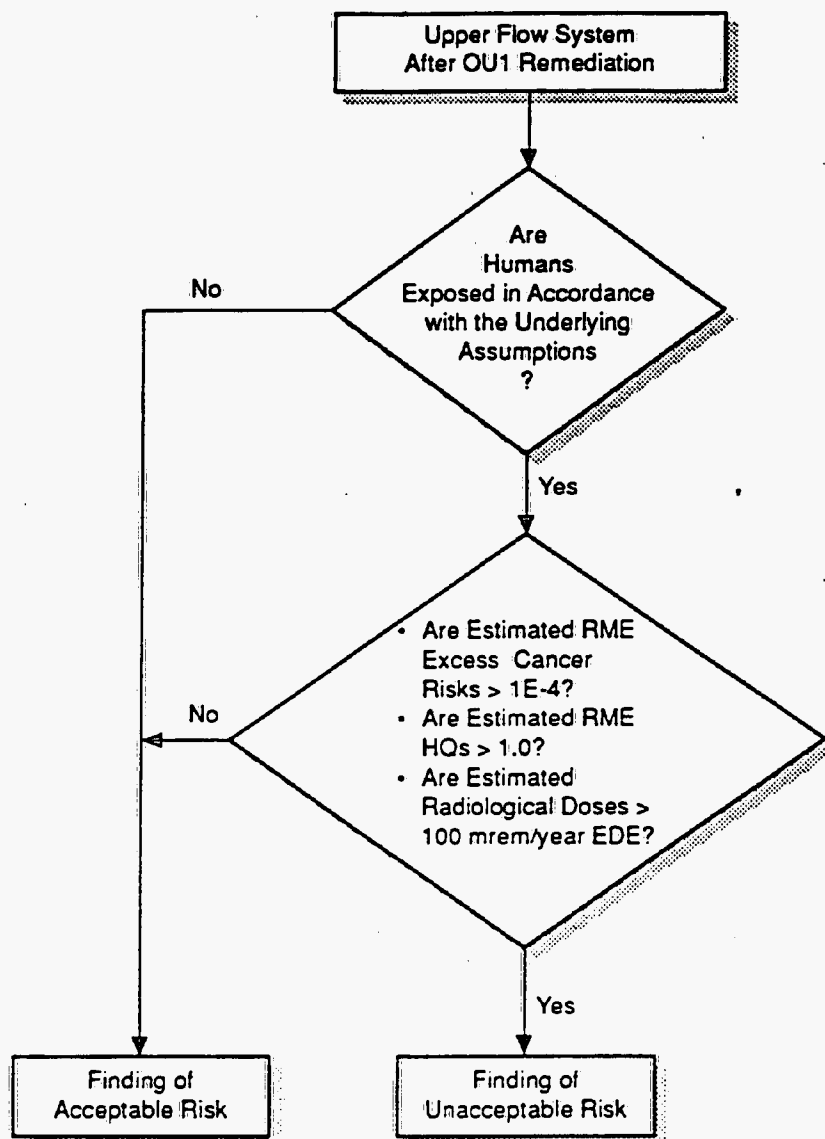 Upper Flow System
After OU1 Remediation
Are
Humans
Exposed in Accordance
with the Underlying
Assumptions
?
No
Yes
• Are Estimated RME
Excess Cancer
Risks > 1E-4?
• Are Estimated RME
HQs > 1.0?
• Are Estimated
Radiological Doses >
100 mrem/year EDE?
No
Yes
Finding of
Acceptable Risk
Finding of
Unacceptable Risk